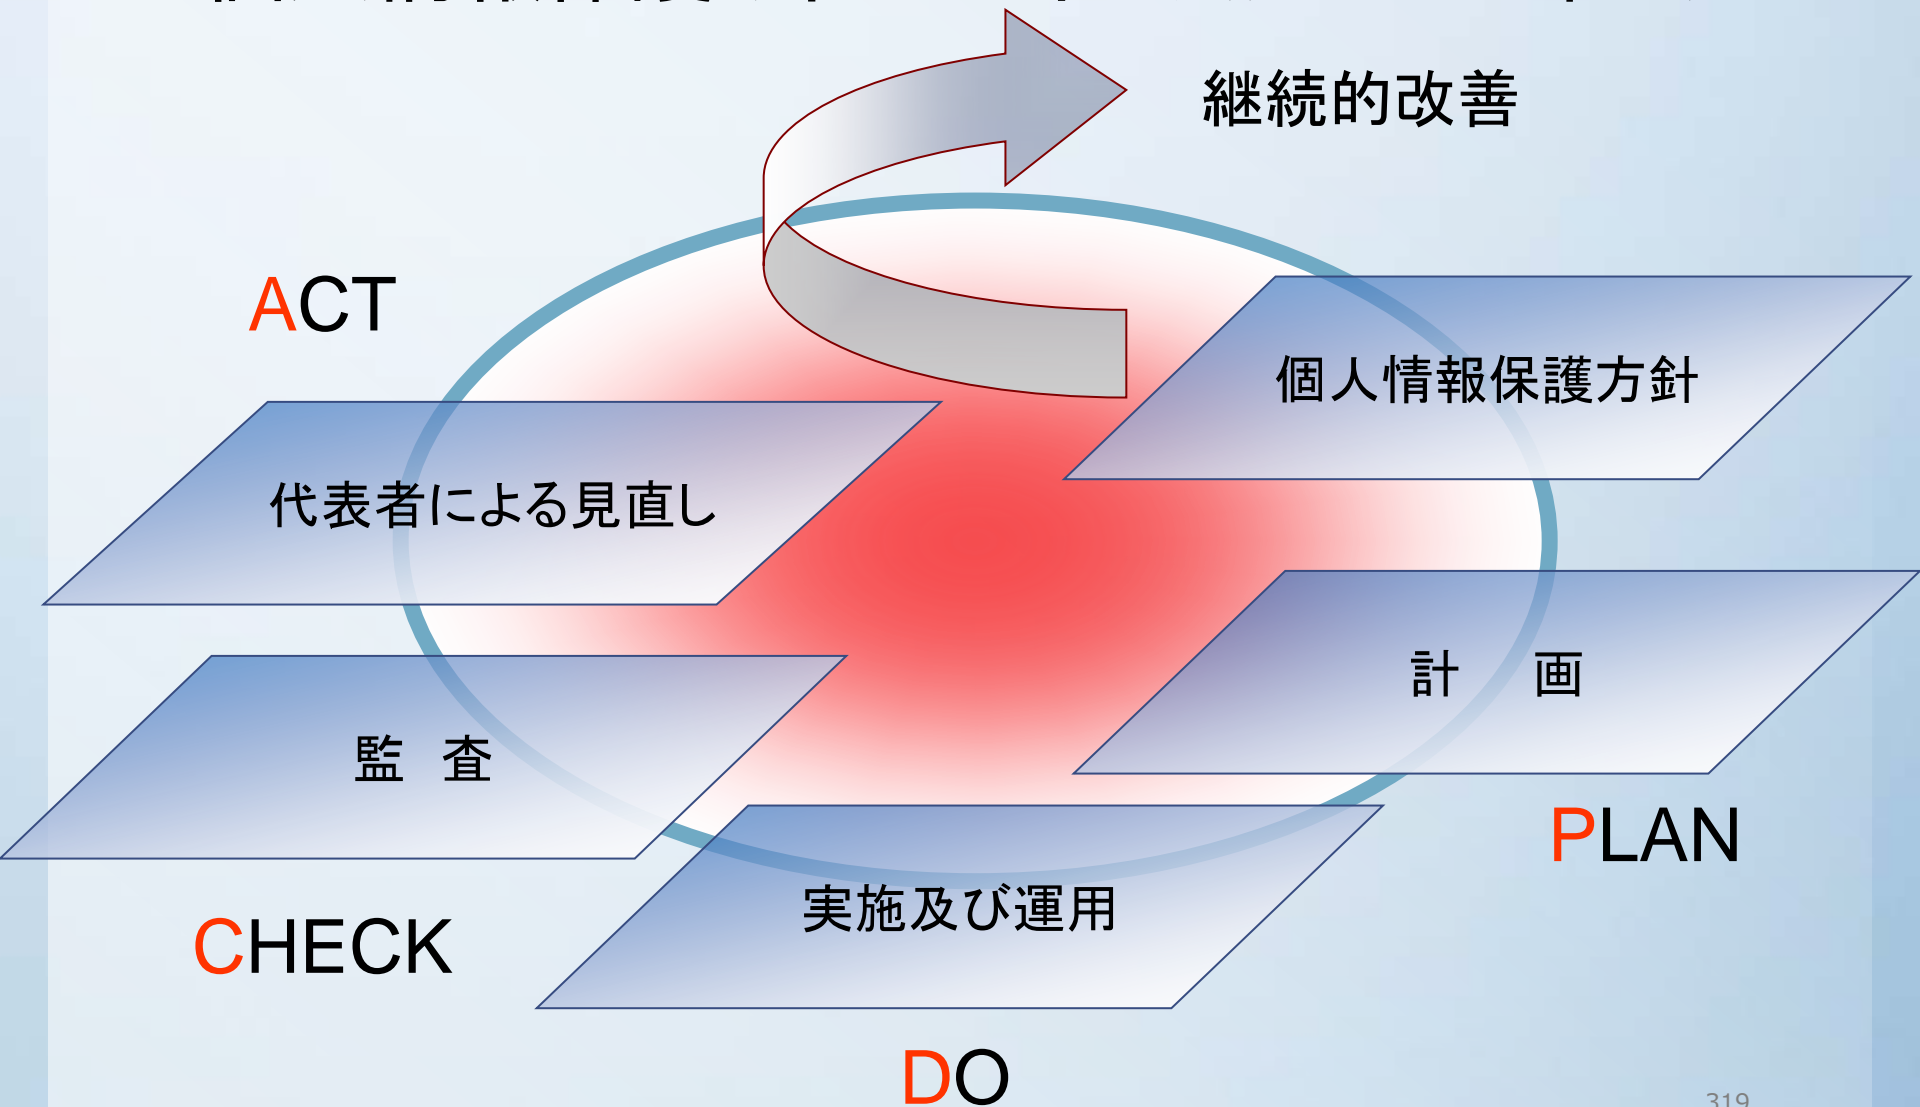 継続的改善
ACT
個人情報保護方針
代表者による見直し
計 画
監 査
PLAN
実施及び運用
CHECK
DO
319